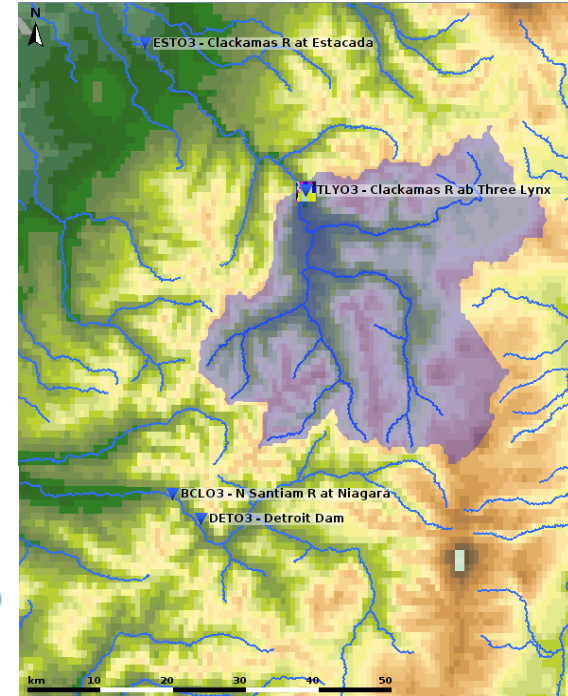 N
ESTO3 - Clackamas R at Estacada
TLYO3 - Clackamas R ab Three Lynx
BCLO3 - N Santiam R at Niagara
DETO3 - Detroit Dam
km 10 20 30 40 50